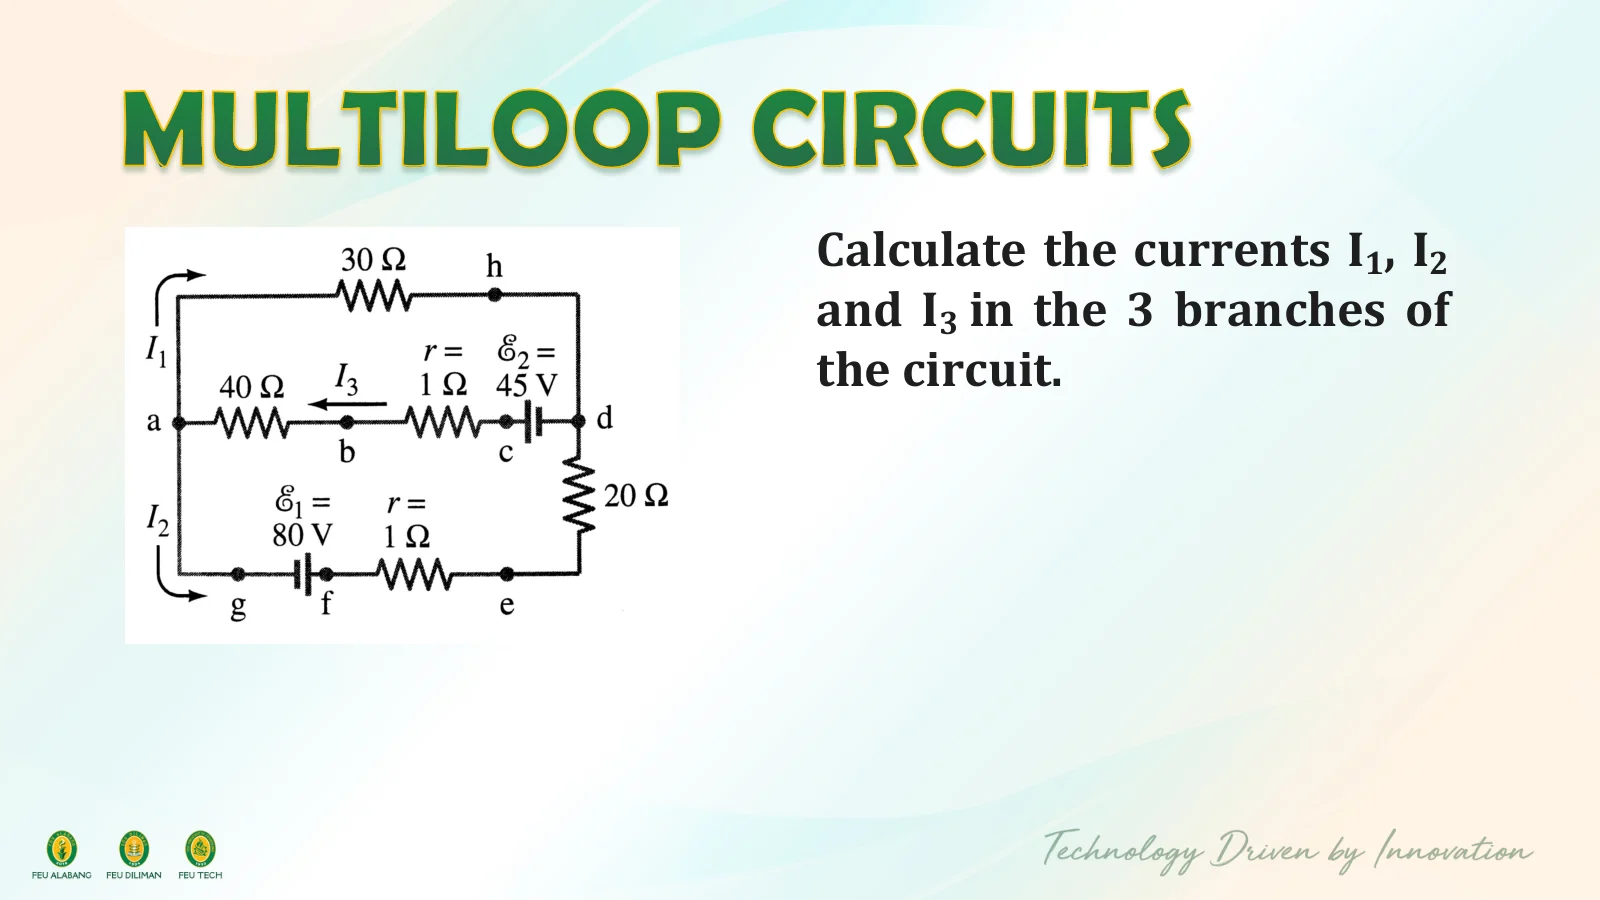 MULTILOOP CIRCUITS
30 Ω
h
I₁
r =
1 Ω
ℰ₂ =
45 V
40 Ω
I₃
a
b
c
d
20 Ω
I₂
ℰ₁ =
80 V
r =
1 Ω
g
f
e
Calculate the currents I₁, I₂
and I₃ in the 3 branches of
the circuit.
FEU ALABANG
FEU DILIMAN
FEU TECH
Technology Driven by Innovation